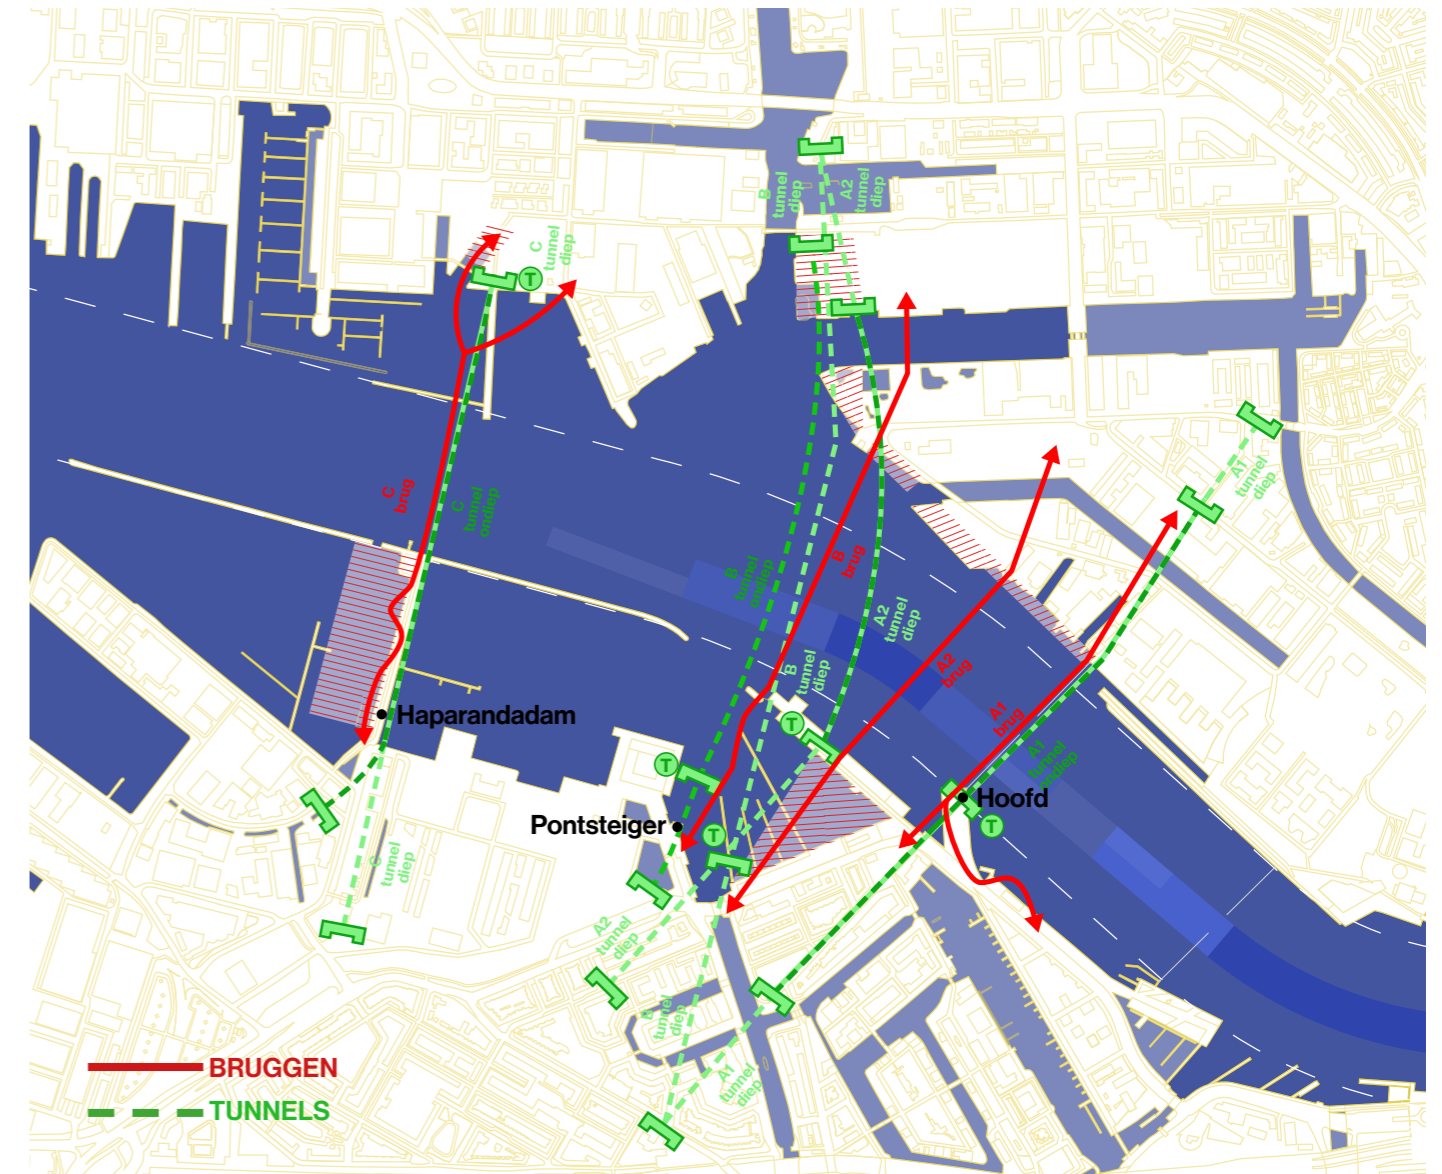 B
tunnel
diep
A2
tunnel
diep
C
tunnel
diep
T
A1
tunnel
diep
C
brug
C
tunnel
ondiep
B
brug
B
tunnel
ondiep
A2
tunnel
diep
B
tunnel
diep
A2
brug
A1
brug
A1
tunnel
ondiep
Haparandadam
T
T
Hoofd
T
Pontsteiger
T
C
tunnel
diep
A2
tunnel
diep
B
tunnel
diep
A1
tunnel
diep
BRUGGEN
TUNNELS